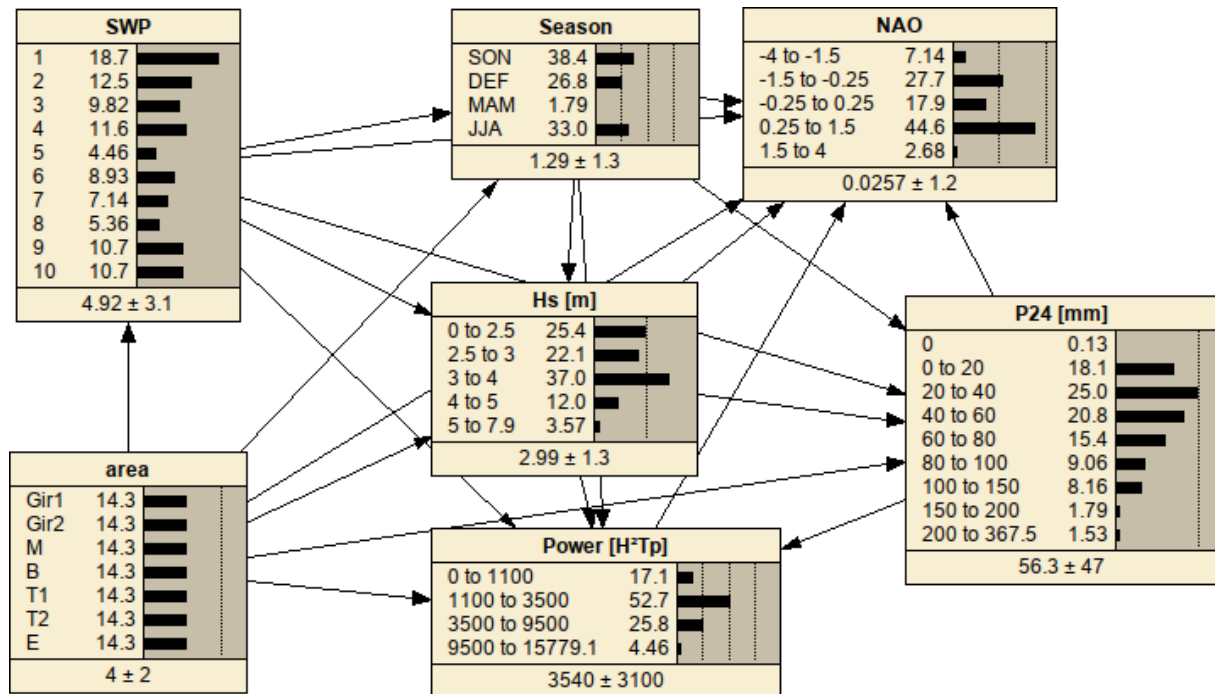 SWP
1 18.7
2 12.5
3 9.82
4 11.6
5 4.46
6 8.93
7 7.14
8 5.36
9 10.7
10 10.7
4.92 ± 3.1
Season
SON 38.4
DEF 26.8
MAM 1.79
JJA 33.0
1.29 ± 1.3
NAO
-4 to -1.5 7.14
-1.5 to -0.25 27.7
-0.25 to 0.25 17.9
0.25 to 1.5 44.6
1.5 to 4 2.68
0.0257 ± 1.2
Hs [m]
0 to 2.5 25.4
2.5 to 3 22.1
3 to 4 37.0
4 to 5 12.0
5 to 7.9 3.57
2.99 ± 1.3
P24 [mm]
0 0.13
0 to 20 18.1
20 to 40 25.0
40 to 60 20.8
60 to 80 15.4
80 to 100 9.06
100 to 150 8.16
150 to 200 1.79
200 to 367.5 1.53
56.3 ± 47
area
Gir1 14.3
Gir2 14.3
M 14.3
B 14.3
T1 14.3
T2 14.3
E 14.3
4 ± 2
Power [H²Tp]
0 to 1100 17.1
1100 to 3500 52.7
3500 to 9500 25.8
9500 to 15779.1 4.46
3540 ± 3100